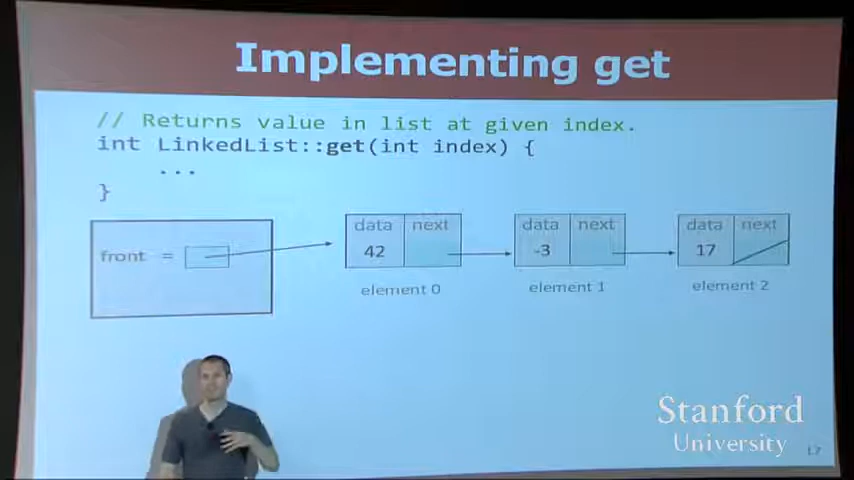 Implementing get
// Returns value in list at given index.
int LinkedList::get(int index) {
...
}
front =
data next
42
element 0
data next
-3
element 1
data next
17
element 2
Stanford
University
17